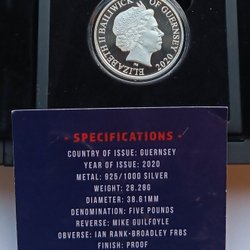 ELIZABETH II BAILIWICK OF GUERNSEY 2020
- SPECIFICATIONS -
COUNTRY OF ISSUE: GUERNSEY
YEAR OF ISSUE: 2020
METAL: 925/1000 SILVER
WEIGHT: 28.28G
DIAMETER: 38.61MM
DENOMINATION: FIVE POUNDS
REVERSE: MIKE GUILFOYLE
OBVERSE: IAN RANK-BROADLEY FRBS
FINISH: PROOF